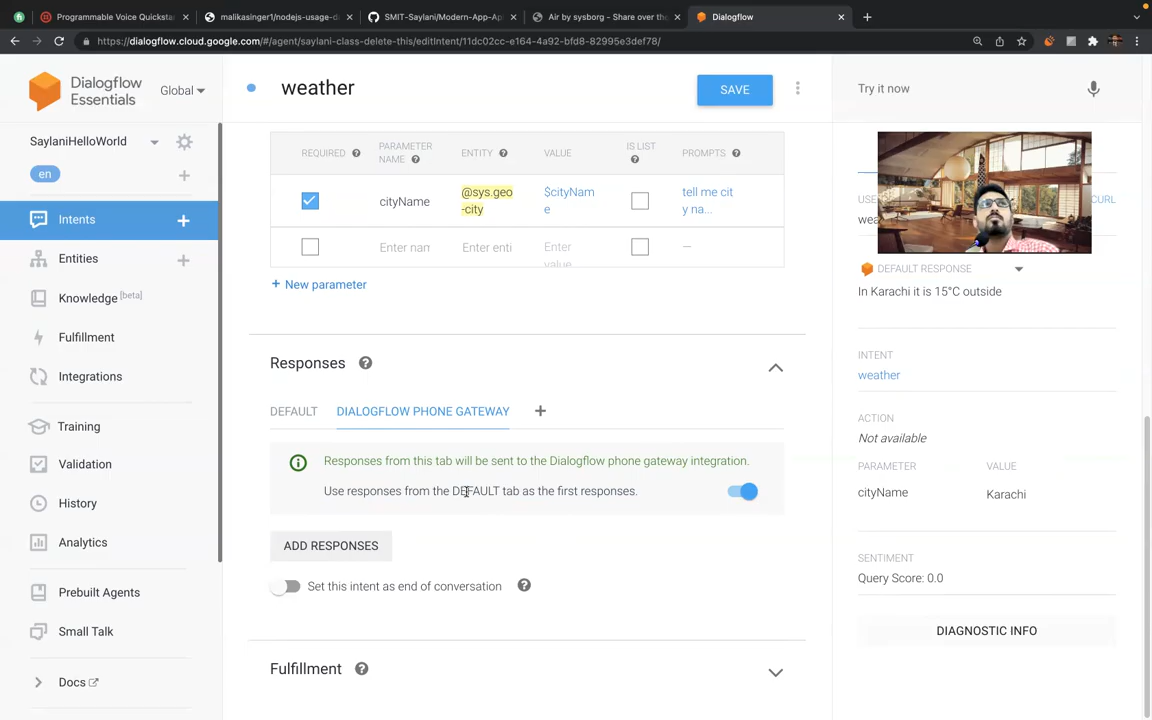 Programmable Voice Quickstar
malikasinger1/nodejs-usage-da
SMIT-Saylani/Modern-App-Ap
Air by sysborg - Share over the
Dialogflow
https://dialogflow.cloud.google.com/#/agent/saylani-class-delete-this/editIntent/11dc02cc-e164-4a92-bfd8-82995e3def78/
Dialogflow
Essentials
Global
SaylaniHelloWorld
en
Intents
Entities
Knowledge [beta]
Fulfillment
Integrations
Training
Validation
History
Analytics
Prebuilt Agents
Small Talk
Docs
weather
SAVE
REQUIRED
PARAMETER
NAME
ENTITY
VALUE
IS LIST
PROMPTS
cityName
@sys.geo
-city
$cityNam
e
tell me cit
y na...
Enter nam
Enter enti
Enter
value
—
+ New parameter
Responses
DEFAULT
DIALOGFLOW PHONE GATEWAY
Responses from this tab will be sent to the Dialogflow phone gateway integration.
Use responses from the DEFAULT tab as the first responses.
ADD RESPONSES
Set this intent as end of conversation
Fulfillment
Try it now
USE
CURL
wea
DEFAULT RESPONSE
In Karachi it is 15°C outside
INTENT
weather
ACTION
Not available
PARAMETER
VALUE
cityName
Karachi
SENTIMENT
Query Score: 0.0
DIAGNOSTIC INFO